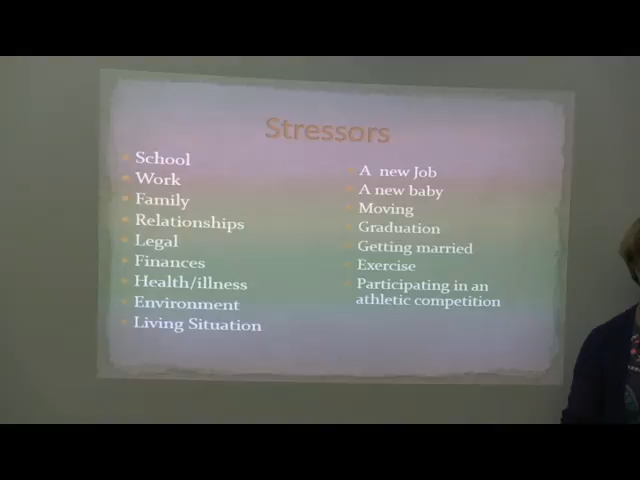 Stressors
School
Work
Family
Relationships
Legal
Finances
Health/illness
Environment
Living Situation
A new Job
A new baby
Moving
Graduation
Getting married
Exercise
Participating in an
athletic competition